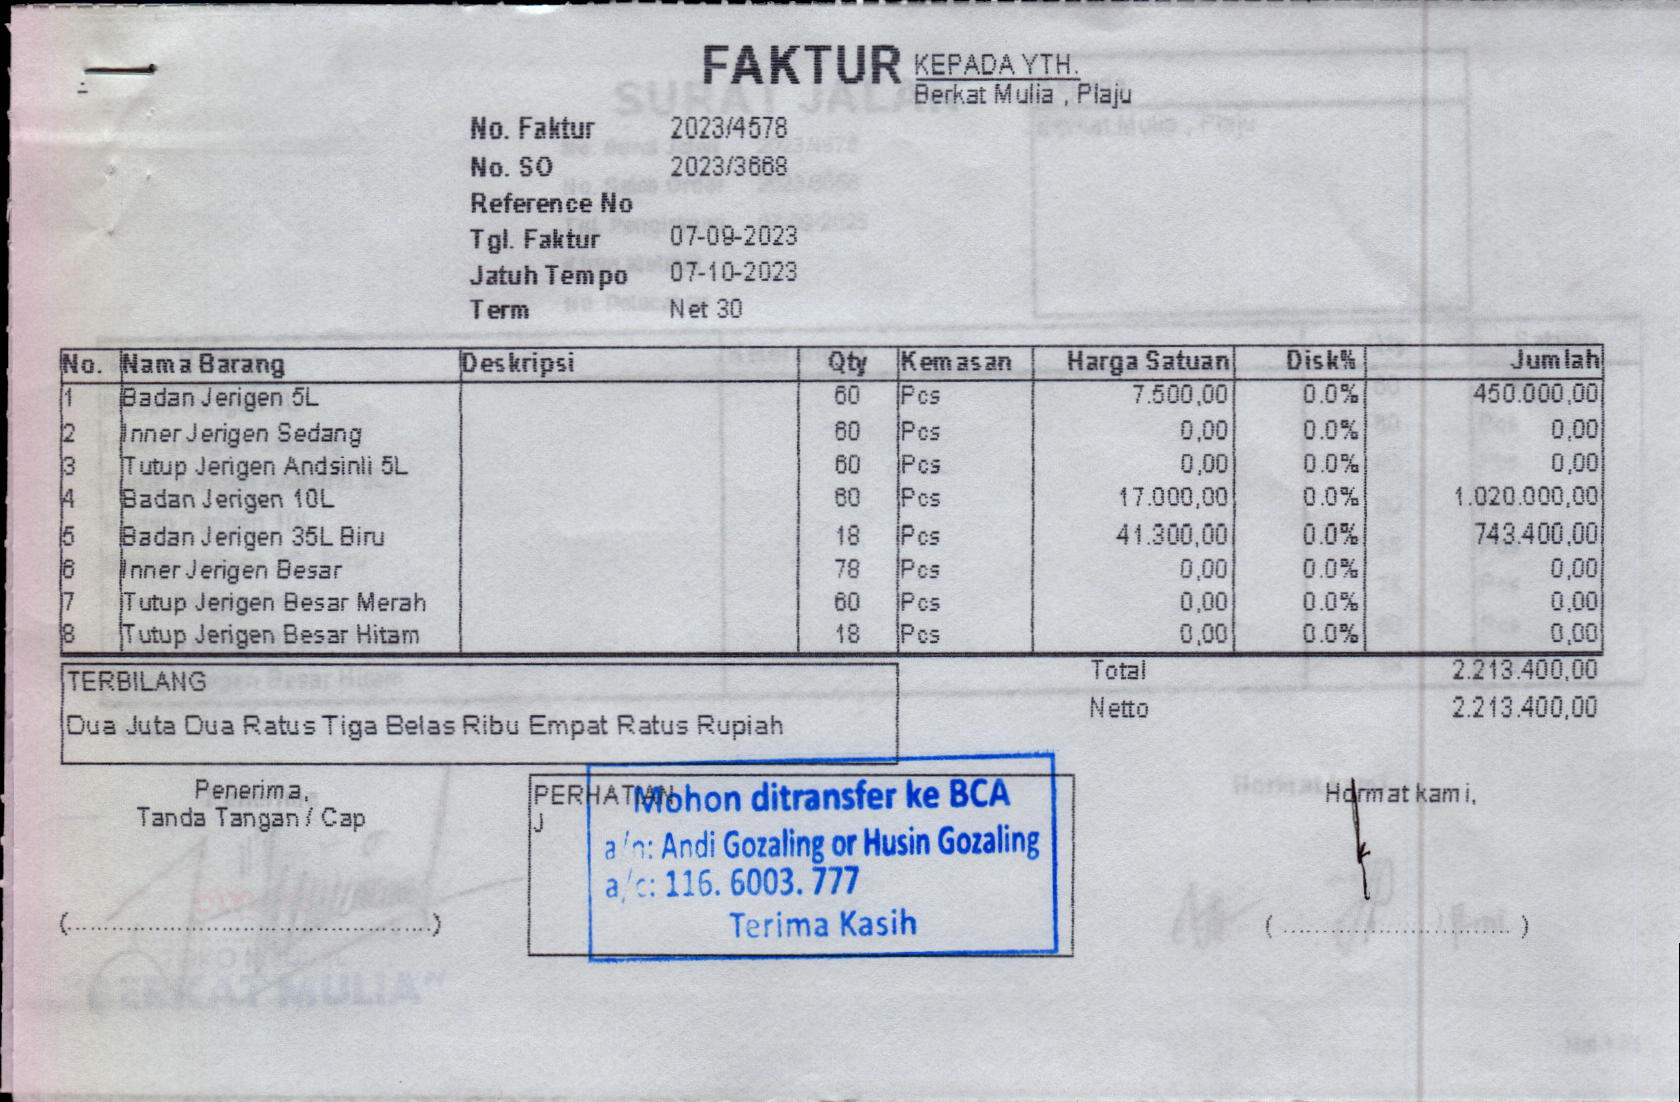 FAKTUR
KEPADA YTH.
Berkat Mulia , Plaju
No. Faktur 2023/4578
No. SO 2023/3668
Reference No
Tgl. Faktur 07-09-2023
Jatuh Tempo 07-10-2023
Term Net 30
No. Nama Barang Deskripsi Qty Kemasan Harga Satuan Disk% Jumlah
1 Badan Jerigen 5L 60 Pcs 7.500,00 0.0% 450.000,00
2 Inner Jerigen Sedang 60 Pcs 0,00 0.0% 0,00
3 Tutup Jerigen Andsinli 5L 60 Pcs 0,00 0.0% 0,00
4 Badan Jerigen 10L 60 Pcs 17.000,00 0.0% 1.020.000,00
5 Badan Jerigen 35L Biru 18 Pcs 41.300,00 0.0% 743.400,00
6 Inner Jerigen Besar 78 Pcs 0,00 0.0% 0,00
7 Tutup Jerigen Besar Merah 60 Pcs 0,00 0.0% 0,00
8 Tutup Jerigen Besar Hitam 18 Pcs 0,00 0.0% 0,00
Total 2.213.400,00
Netto 2.213.400,00
TERBILANG
Dua Juta Dua Ratus Tiga Belas Ribu Empat Ratus Rupiah
Penerima,
Tanda Tangan / Cap
(........................................)
PERHATIAN
J
Mohon ditransfer ke BCA
a/n: Andi Gozaling or Husin Gozaling
a/c: 116. 6003. 777
Terima Kasih
Hormat kami,
(.........................)
"BERKAT MULIA"